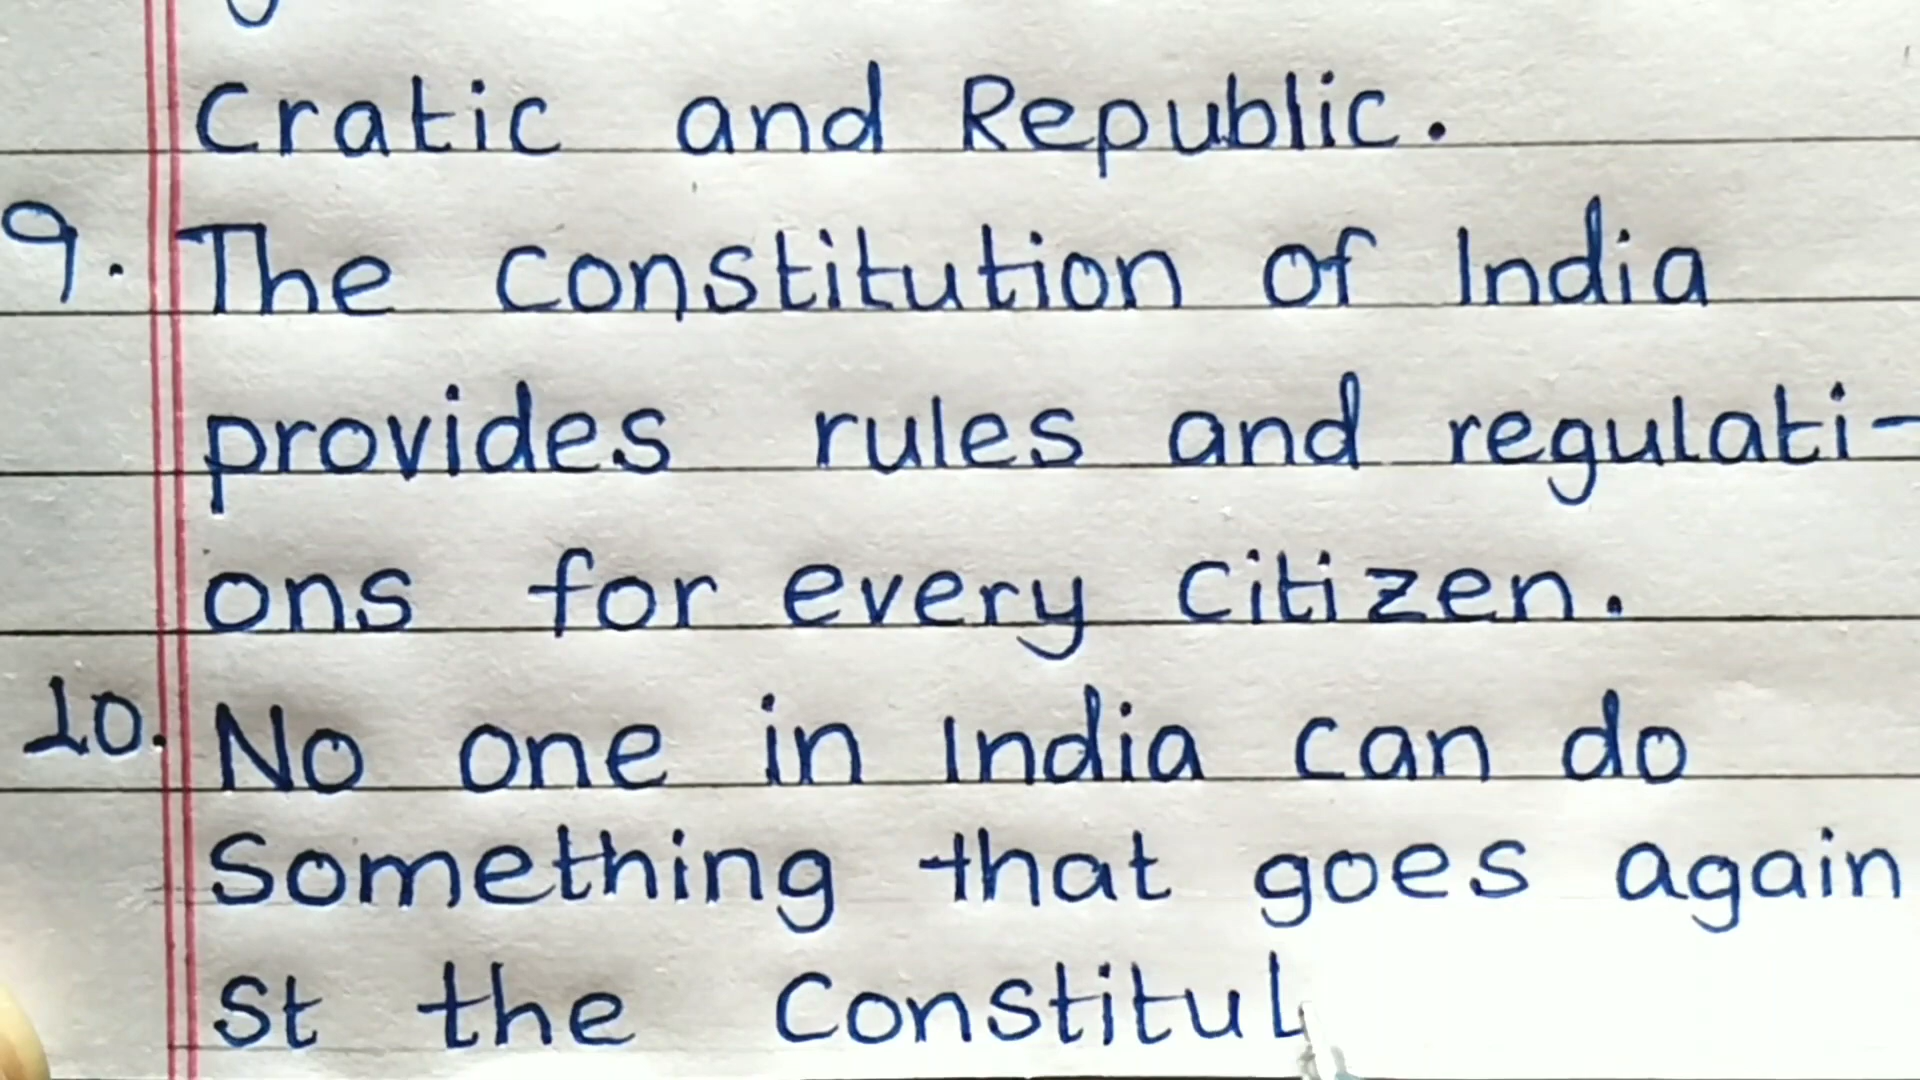 Cratic and Republic.
9. The Constitution of India
provides rules and regulati-
ons for every citizen.
10. No one in India can do
Something that goes again
st the